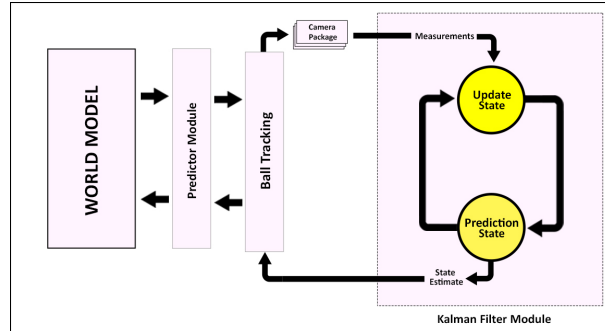 WORLD MODEL
Predictor Module
Ball Tracking
Camera
Package
Measurements
Update
State
Prediction
State
State
Estimate
Kalman Filter Module